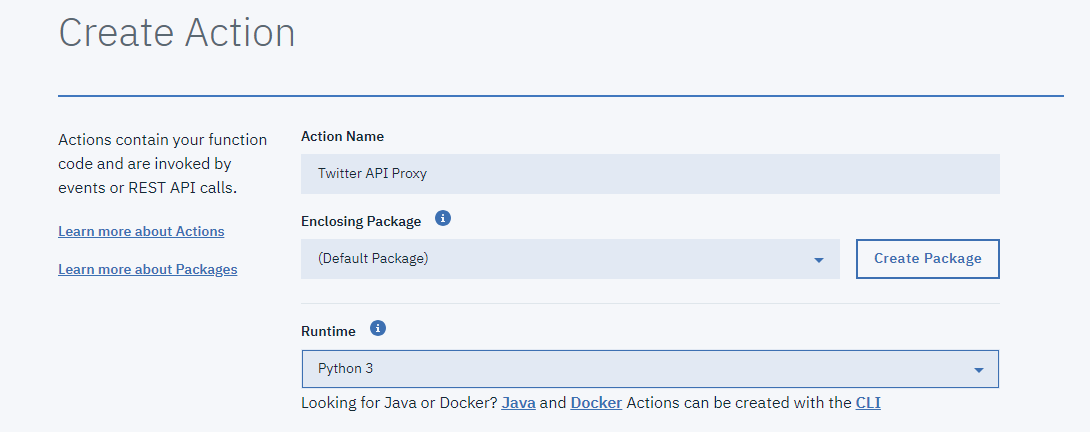 Create Action
Actions contain your function
code and are invoked by
events or REST API calls.
Learn more about Actions
Learn more about Packages
Action Name
Twitter API Proxy
Enclosing Package
(Default Package)
Create Package
Runtime
Python 3
Looking for Java or Docker? Java and Docker Actions can be created with the CLI